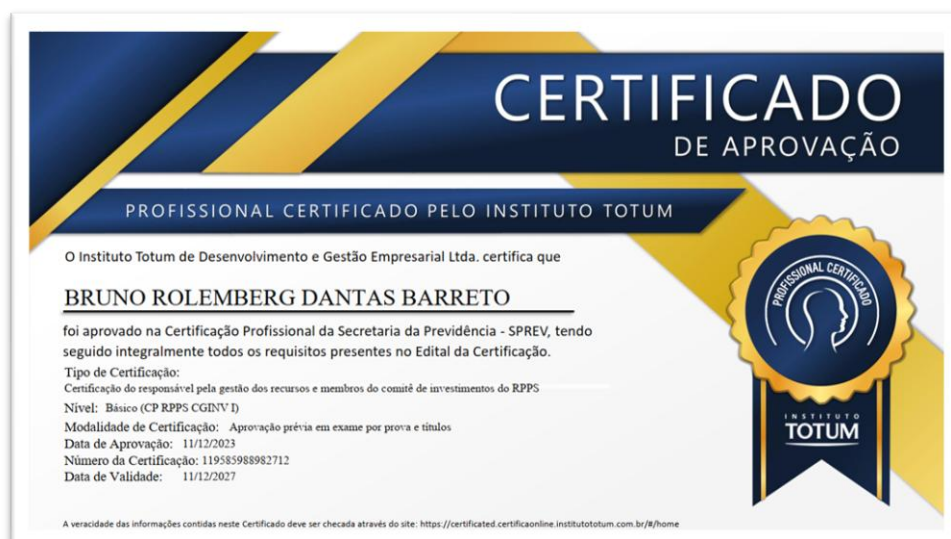 CERTIFICADO
DE APROVAÇÃO
PROFISSIONAL CERTIFICADO PELO INSTITUTO TOTUM
O Instituto Totum de Desenvolvimento e Gestão Empresarial Ltda. certifica que
BRUNO ROLEMBERG DANTAS BARRETO
foi aprovado na Certificação Profissional da Secretaria da Previdência - SPREV, tendo
seguido integralmente todos os requisitos presentes no Edital da Certificação.
Tipo de Certificação:
Certificação do responsável pela gestão dos recursos e membros do comitê de investimentos do RPPS
Nível: Básico (CP RPPS CGINV I)
Modalidade de Certificação: Aprovação prévia em exame por prova e títulos
Data de Aprovação: 11/12/2023
Número da Certificação: 119585988982712
Data de Validade: 11/12/2027
PROFISSIONAL CERTIFICADO
INSTITUTO
TOTUM
A veracidade das informações contidas neste Certificado deve ser checada através do site: https://certificated.certificaonline.institutototum.com.br/#/home